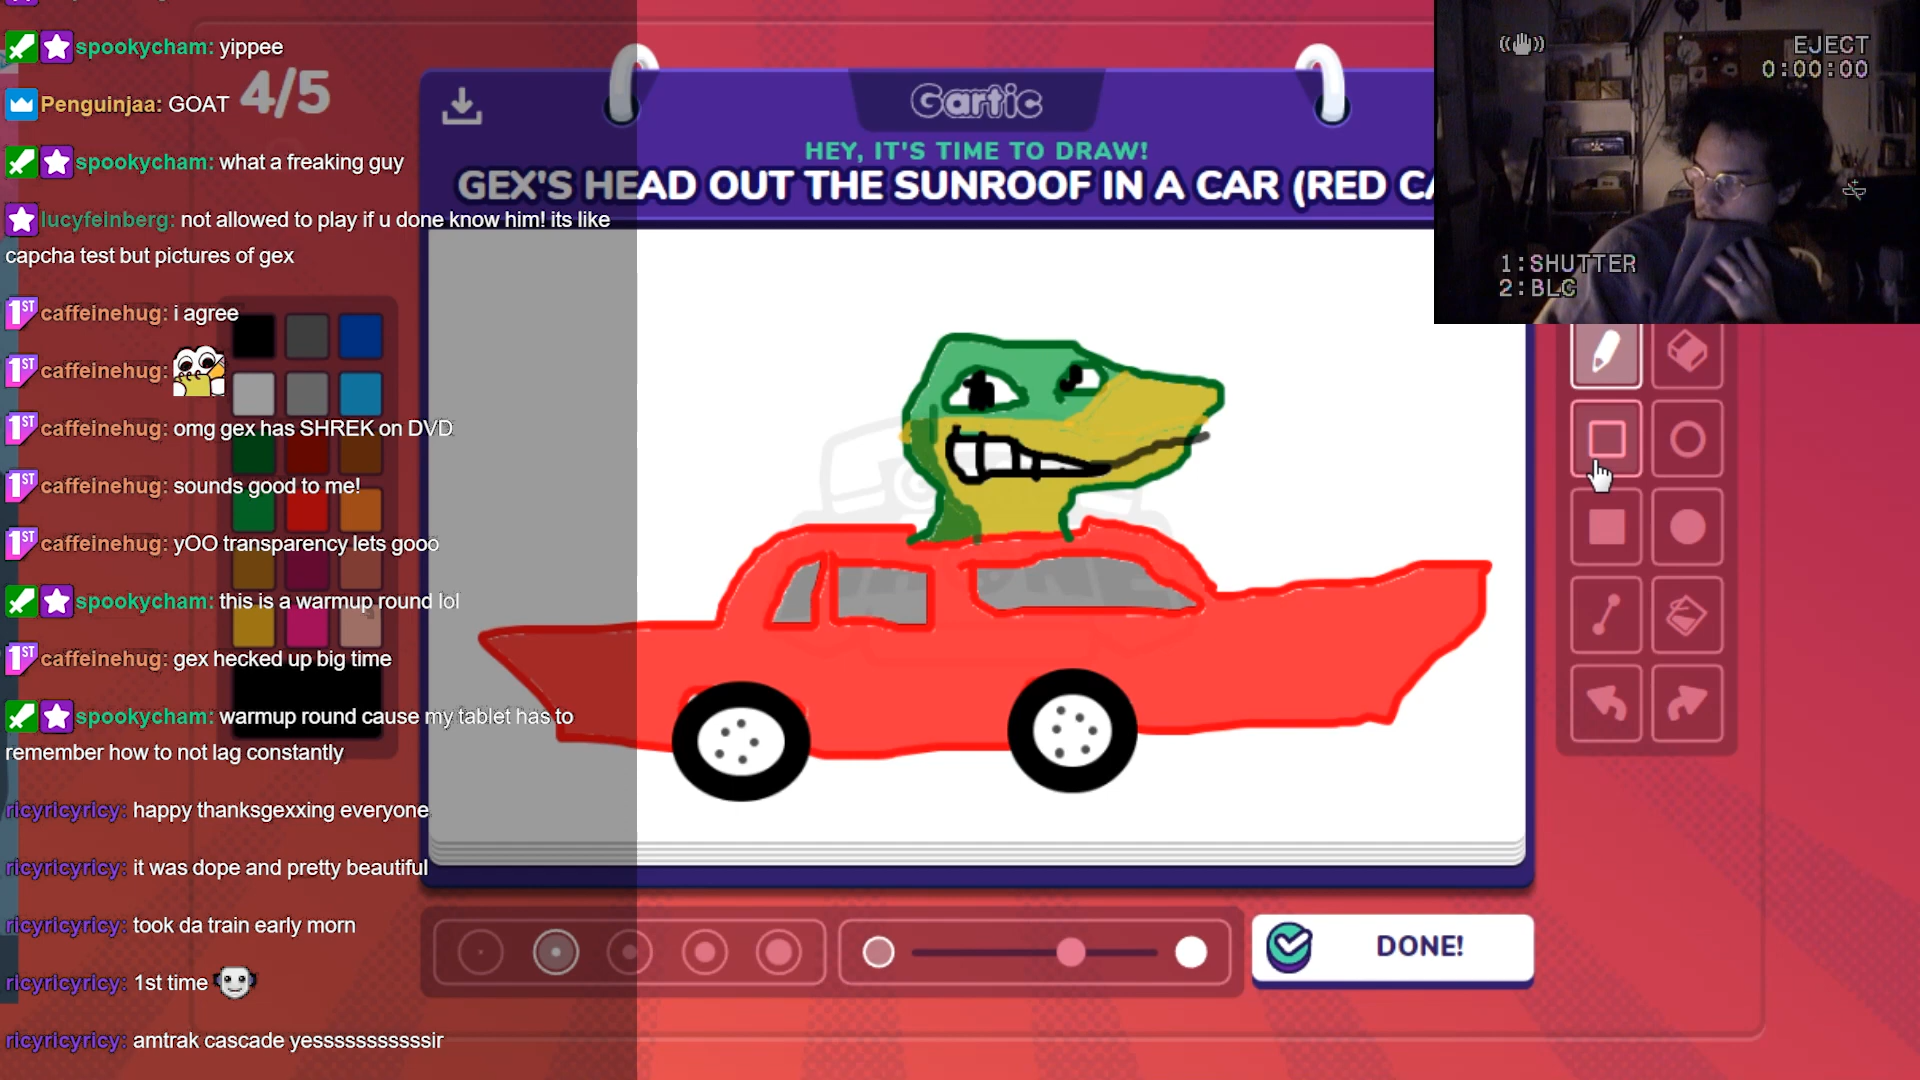 spookycham: yippee
Penguinjaa: GOAT
4/5
spookycham: what a freaking guy
lucyfeinberg: not allowed to play if u done know him! its like
capcha test but pictures of gex
1ST caffeinehug: i agree
1ST caffeinehug:
1ST caffeinehug: omg gex has SHREK on DVD
1ST caffeinehug: sounds good to me!
1ST caffeinehug: yOO transparency lets gooo
spookycham: this is a warmup round lol
1ST caffeinehug: gex hecked up big time
spookycham: warmup round cause my tablet has to
remember how to not lag constantly
ricyricyricy: happy thanksgexxing everyone
ricyricyricy: it was dope and pretty beautiful
ricyricyricy: took da train early morn
ricyricyricy: 1st time
ricyricyricy: amtrak cascade yesssssssssssir
Gartic
HEY, IT'S TIME TO DRAW!
GEX'S HEAD OUT THE SUNROOF IN A CAR (RED CA
EJECT
0:00:00
1:SHUTTER
2:BLC
DONE!